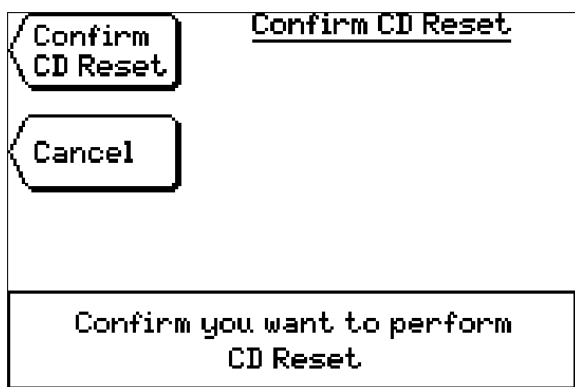 Confirm CD Reset
Confirm
CD Reset
Cancel
Confirm you want to perform
CD Reset